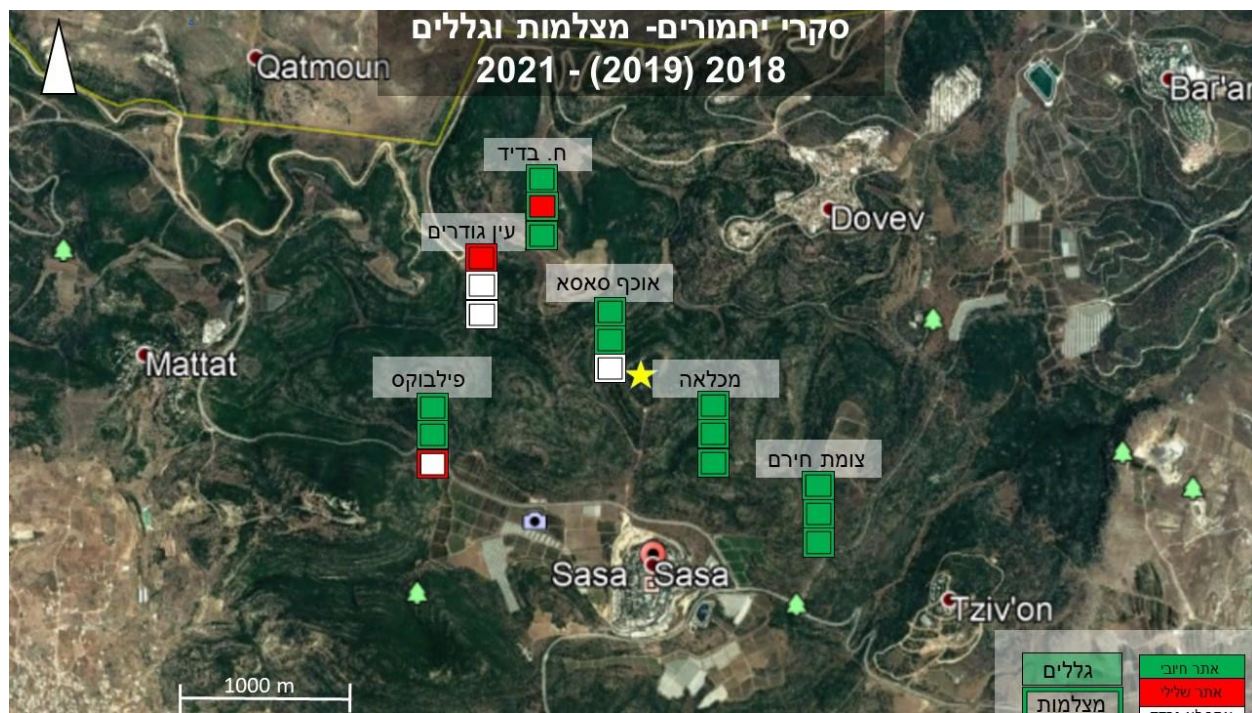 סקרי יחמורים- מצלמות וגללים
2018 (2019) - 2021
Qatmoun
Bar'am
ח. בדיד
Dovev
עין גודרים
אוכף סאסא
Mattat
פילבוקס
מכלאה
צומת חירם
Sasa
Sasa
Tziv'on
גללים
אתר חיובי
אתר שלילי
מצלמות
1000 m